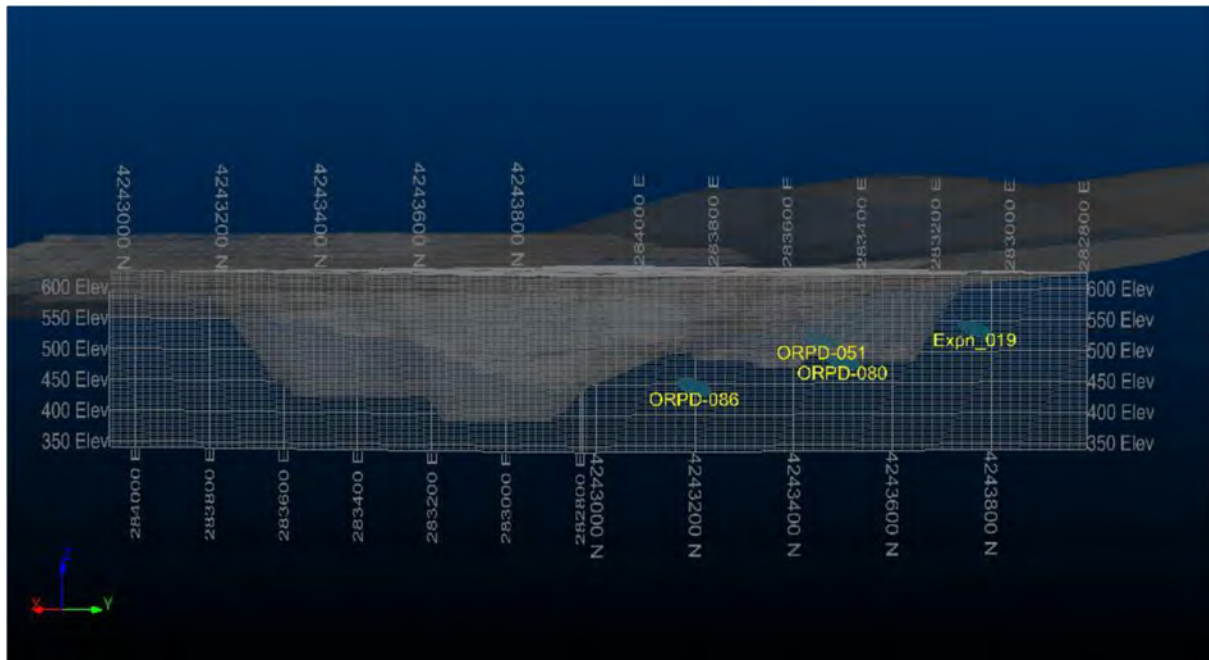 4243000 N
4243200 N
4243400 N
4243600 N
4243800 N
284000 E
283800 E
283600 E
283400 E
283200 E
283000 E
282800 E
600 Elev
550 Elev
500 Elev
450 Elev
400 Elev
350 Elev
600 Elev
550 Elev
500 Elev
450 Elev
400 Elev
350 Elev
Expn_019
ORPD-051
ORPD-080
ORPD-086
284000 E
283800 E
283600 E
283400 E
283200 E
283000 E
282800 E
4243000 N
4243200 N
4243400 N
4243600 N
4243800 N
Z
X
Y